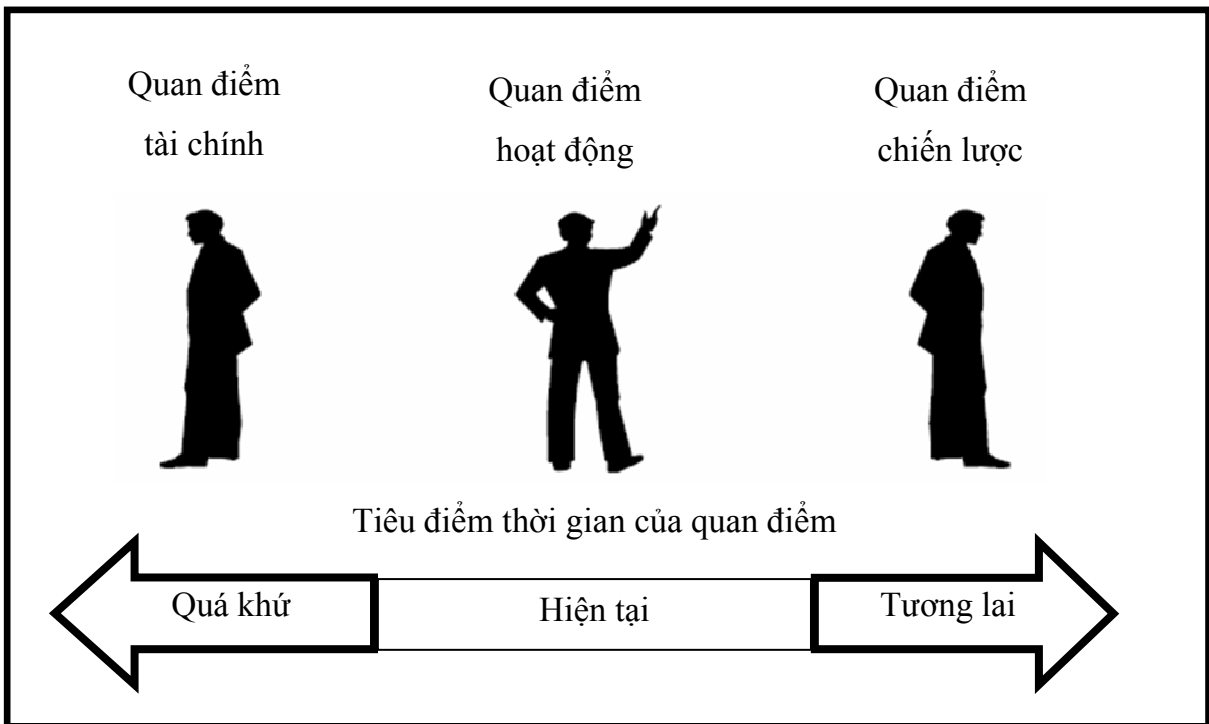 Quan điểm
tài chính
Quan điểm
hoạt động
Quan điểm
chiến lược
Tiêu điểm thời gian của quan điểm
Quá khứ
Hiện tại
Tương lai